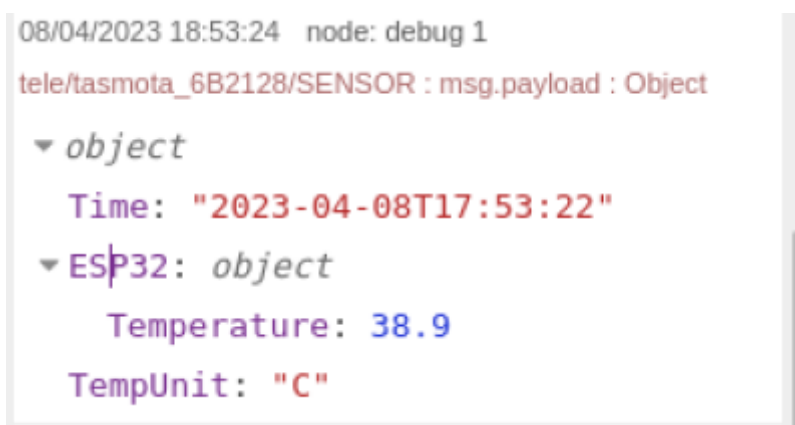 08/04/2023 18:53:24 node: debug 1
tele/tasmota_6B2128/SENSOR : msg.payload : Object
object
Time: "2023-04-08T17:53:22"
ESP32: object
Temperature: 38.9
TempUnit: "C"